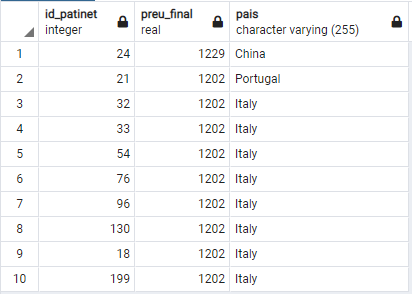 id_patinet preu_final pais
integer real character varying (255)
1 24 1229 China
2 21 1202 Portugal
3 32 1202 Italy
4 33 1202 Italy
5 54 1202 Italy
6 76 1202 Italy
7 96 1202 Italy
8 130 1202 Italy
9 18 1202 Italy
10 199 1202 Italy